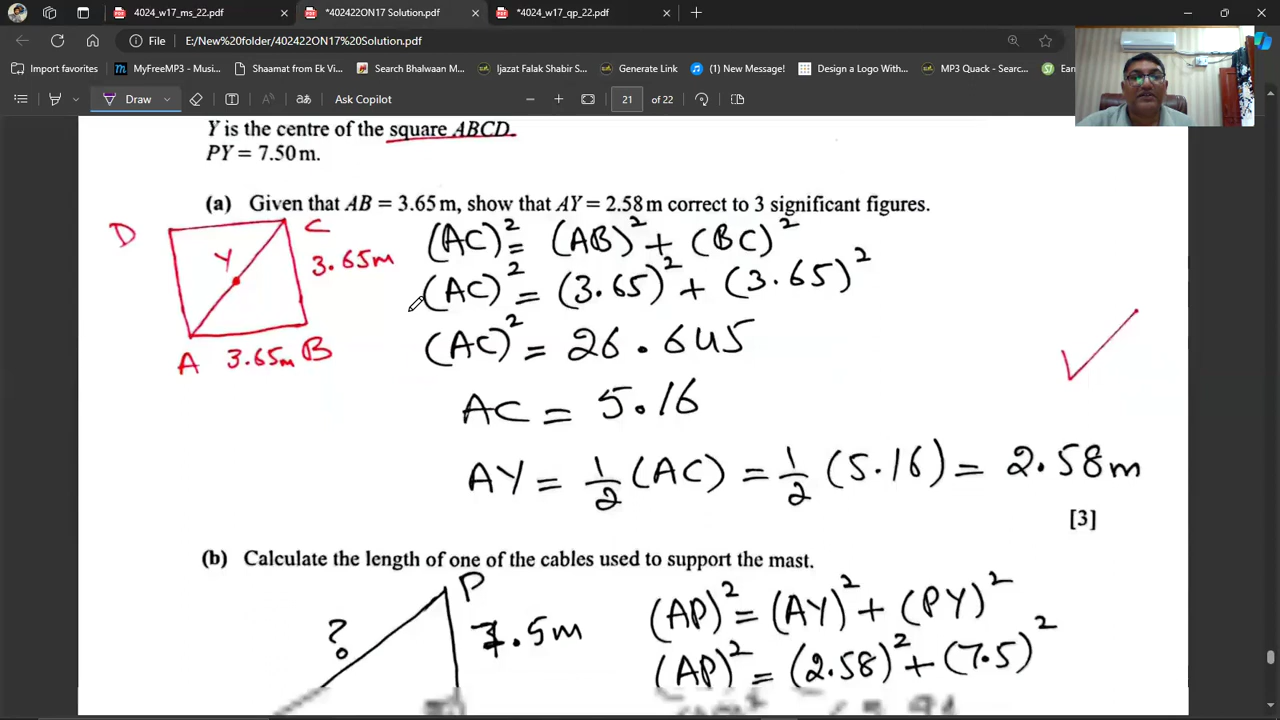 4024_w17_ms_22.pdf
*402422ON17 Solution.pdf
*4024_w17_qp_22.pdf
File
E:/New%20folder/402422ON17%20Solution.pdf
Import favorites
MyFreeMP3 - Musi...
Shaamat from Ek Vi...
Search Bhalwaan M...
Ijazat Falak Shabir S...
Generate Link
(1) New Message!
Design a Logo With...
MP3 Quack - Searc...
Ear
Draw
Ask Copilot
21 of 22
Y is the centre of the square ABCD.
PY = 7.50 m.
(a) Given that AB = 3.65 m, show that AY = 2.58 m correct to 3 significant figures.
D
C
Y
3.65m
A 3.65m B
(AC)² = (AB)² + (BC)²
(AC)² = (3.65)² + (3.65)²
(AC)² = 26.645
AC = 5.16
AY = 1/2 (AC) = 1/2 (5.16) = 2.58m
[3]
(b) Calculate the length of one of the cables used to support the mast.
P
?
7.5m
(AP)² = (AY)² + (PY)²
(AP)² = (2.58)² + (7.5)²